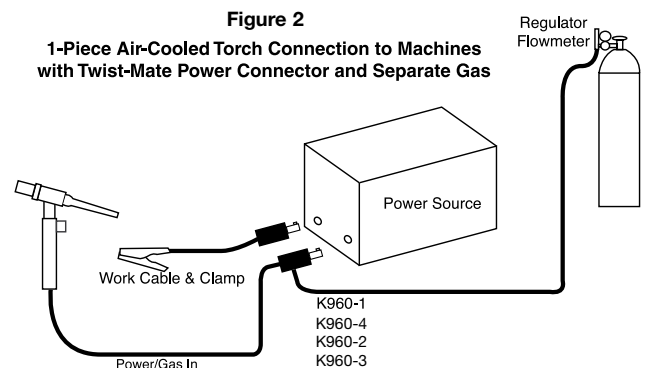 Figure 2
1-Piece Air-Cooled Torch Connection to Machines
with Twist-Mate Power Connector and Separate Gas
Regulator
Flowmeter
Power Source
Work Cable & Clamp
K960-1
K960-4
K960-2
K960-3
Power/Gas In